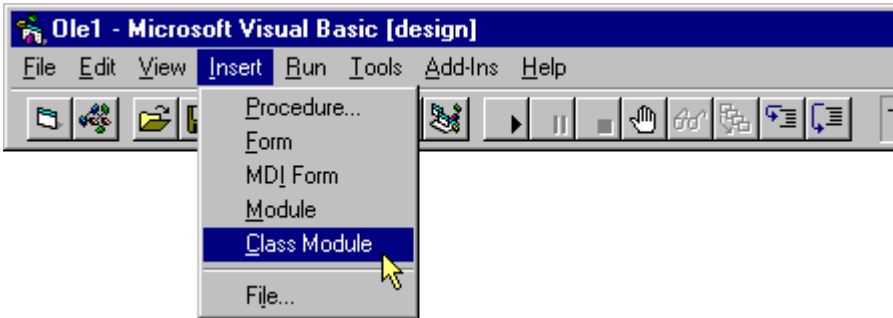 Ole1 - Microsoft Visual Basic [design]
File Edit View Insert Run Tools Add-Ins Help
Procedure...
Form
MDI Form
Module
Class Module
File...